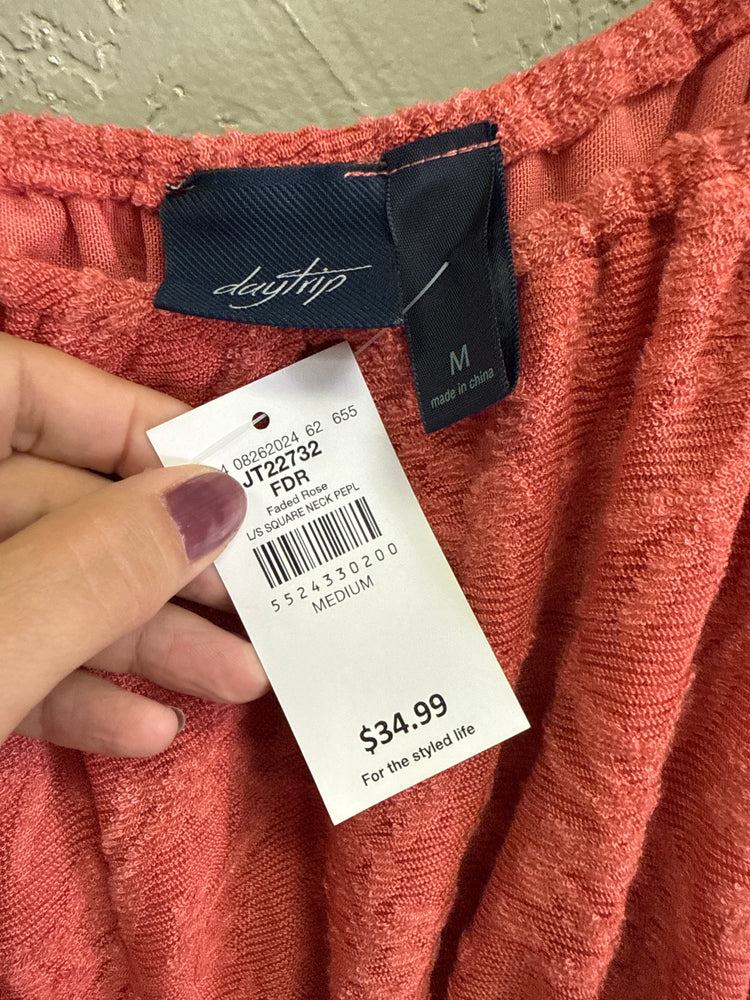 daytrip
M
made in china
4 08262024 62 655
JT22732
FDR
Faded Rose
L/S SQUARE NECK PEPL
5524330200
MEDIUM
$34.99
For the styled life